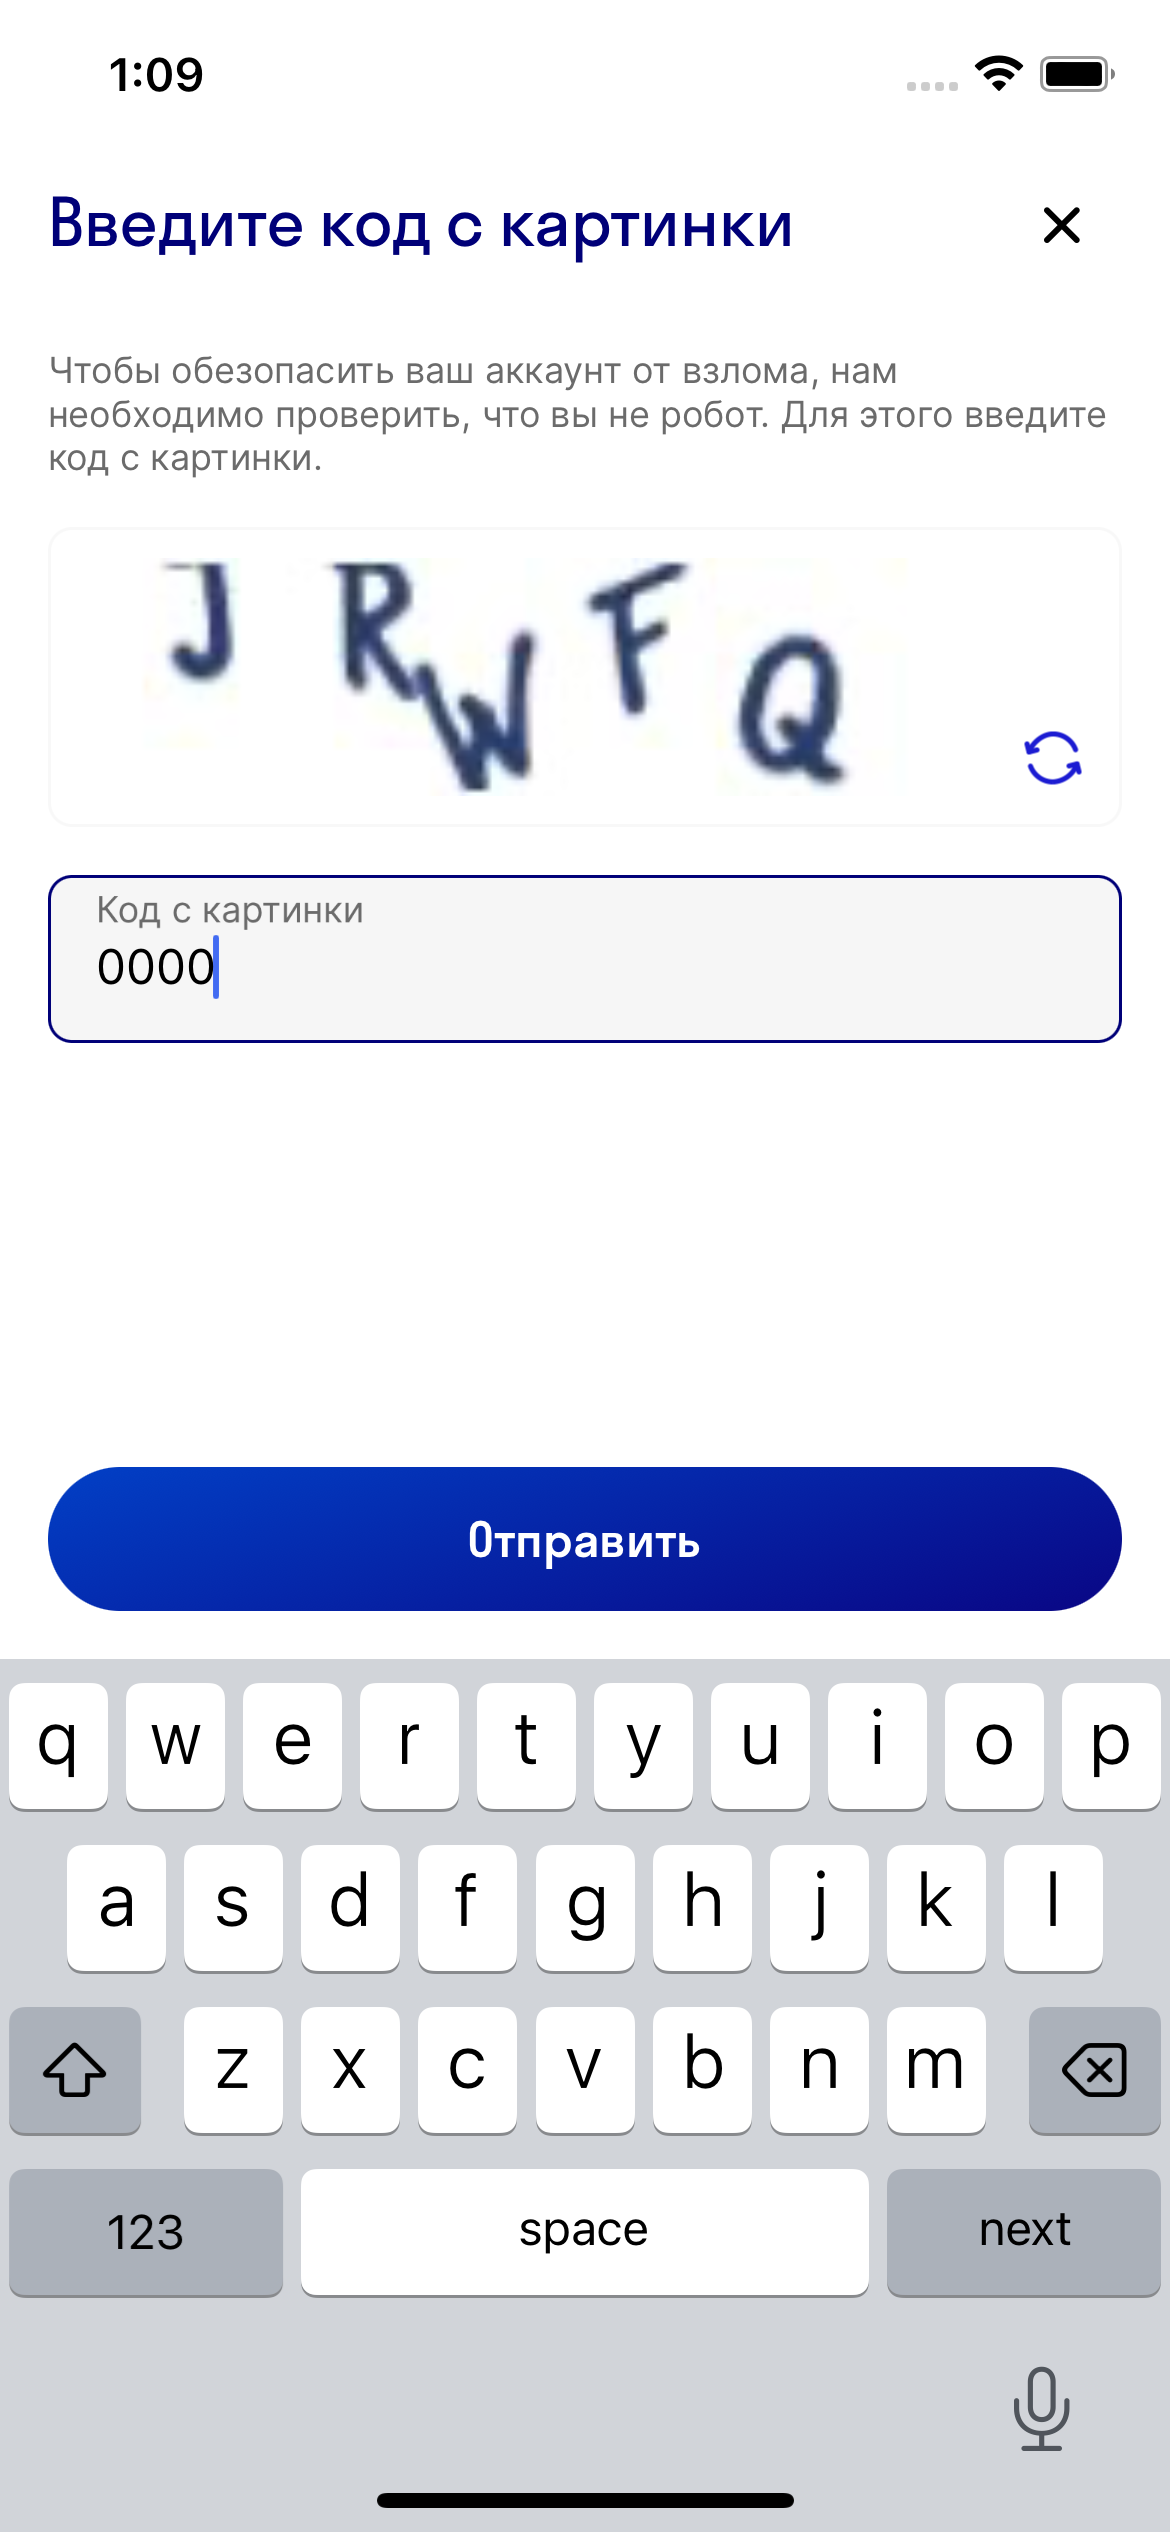 1:09
Введите код с картинки
Чтобы обезопасить ваш аккаунт от взлома, нам
необходимо проверить, что вы не робот. Для этого введите
код с картинки.
J R W F Q
Код с картинки
0000
Отправить
q w e r t y u i o p
a s d f g h j k l
z x c v b n m
123 space next